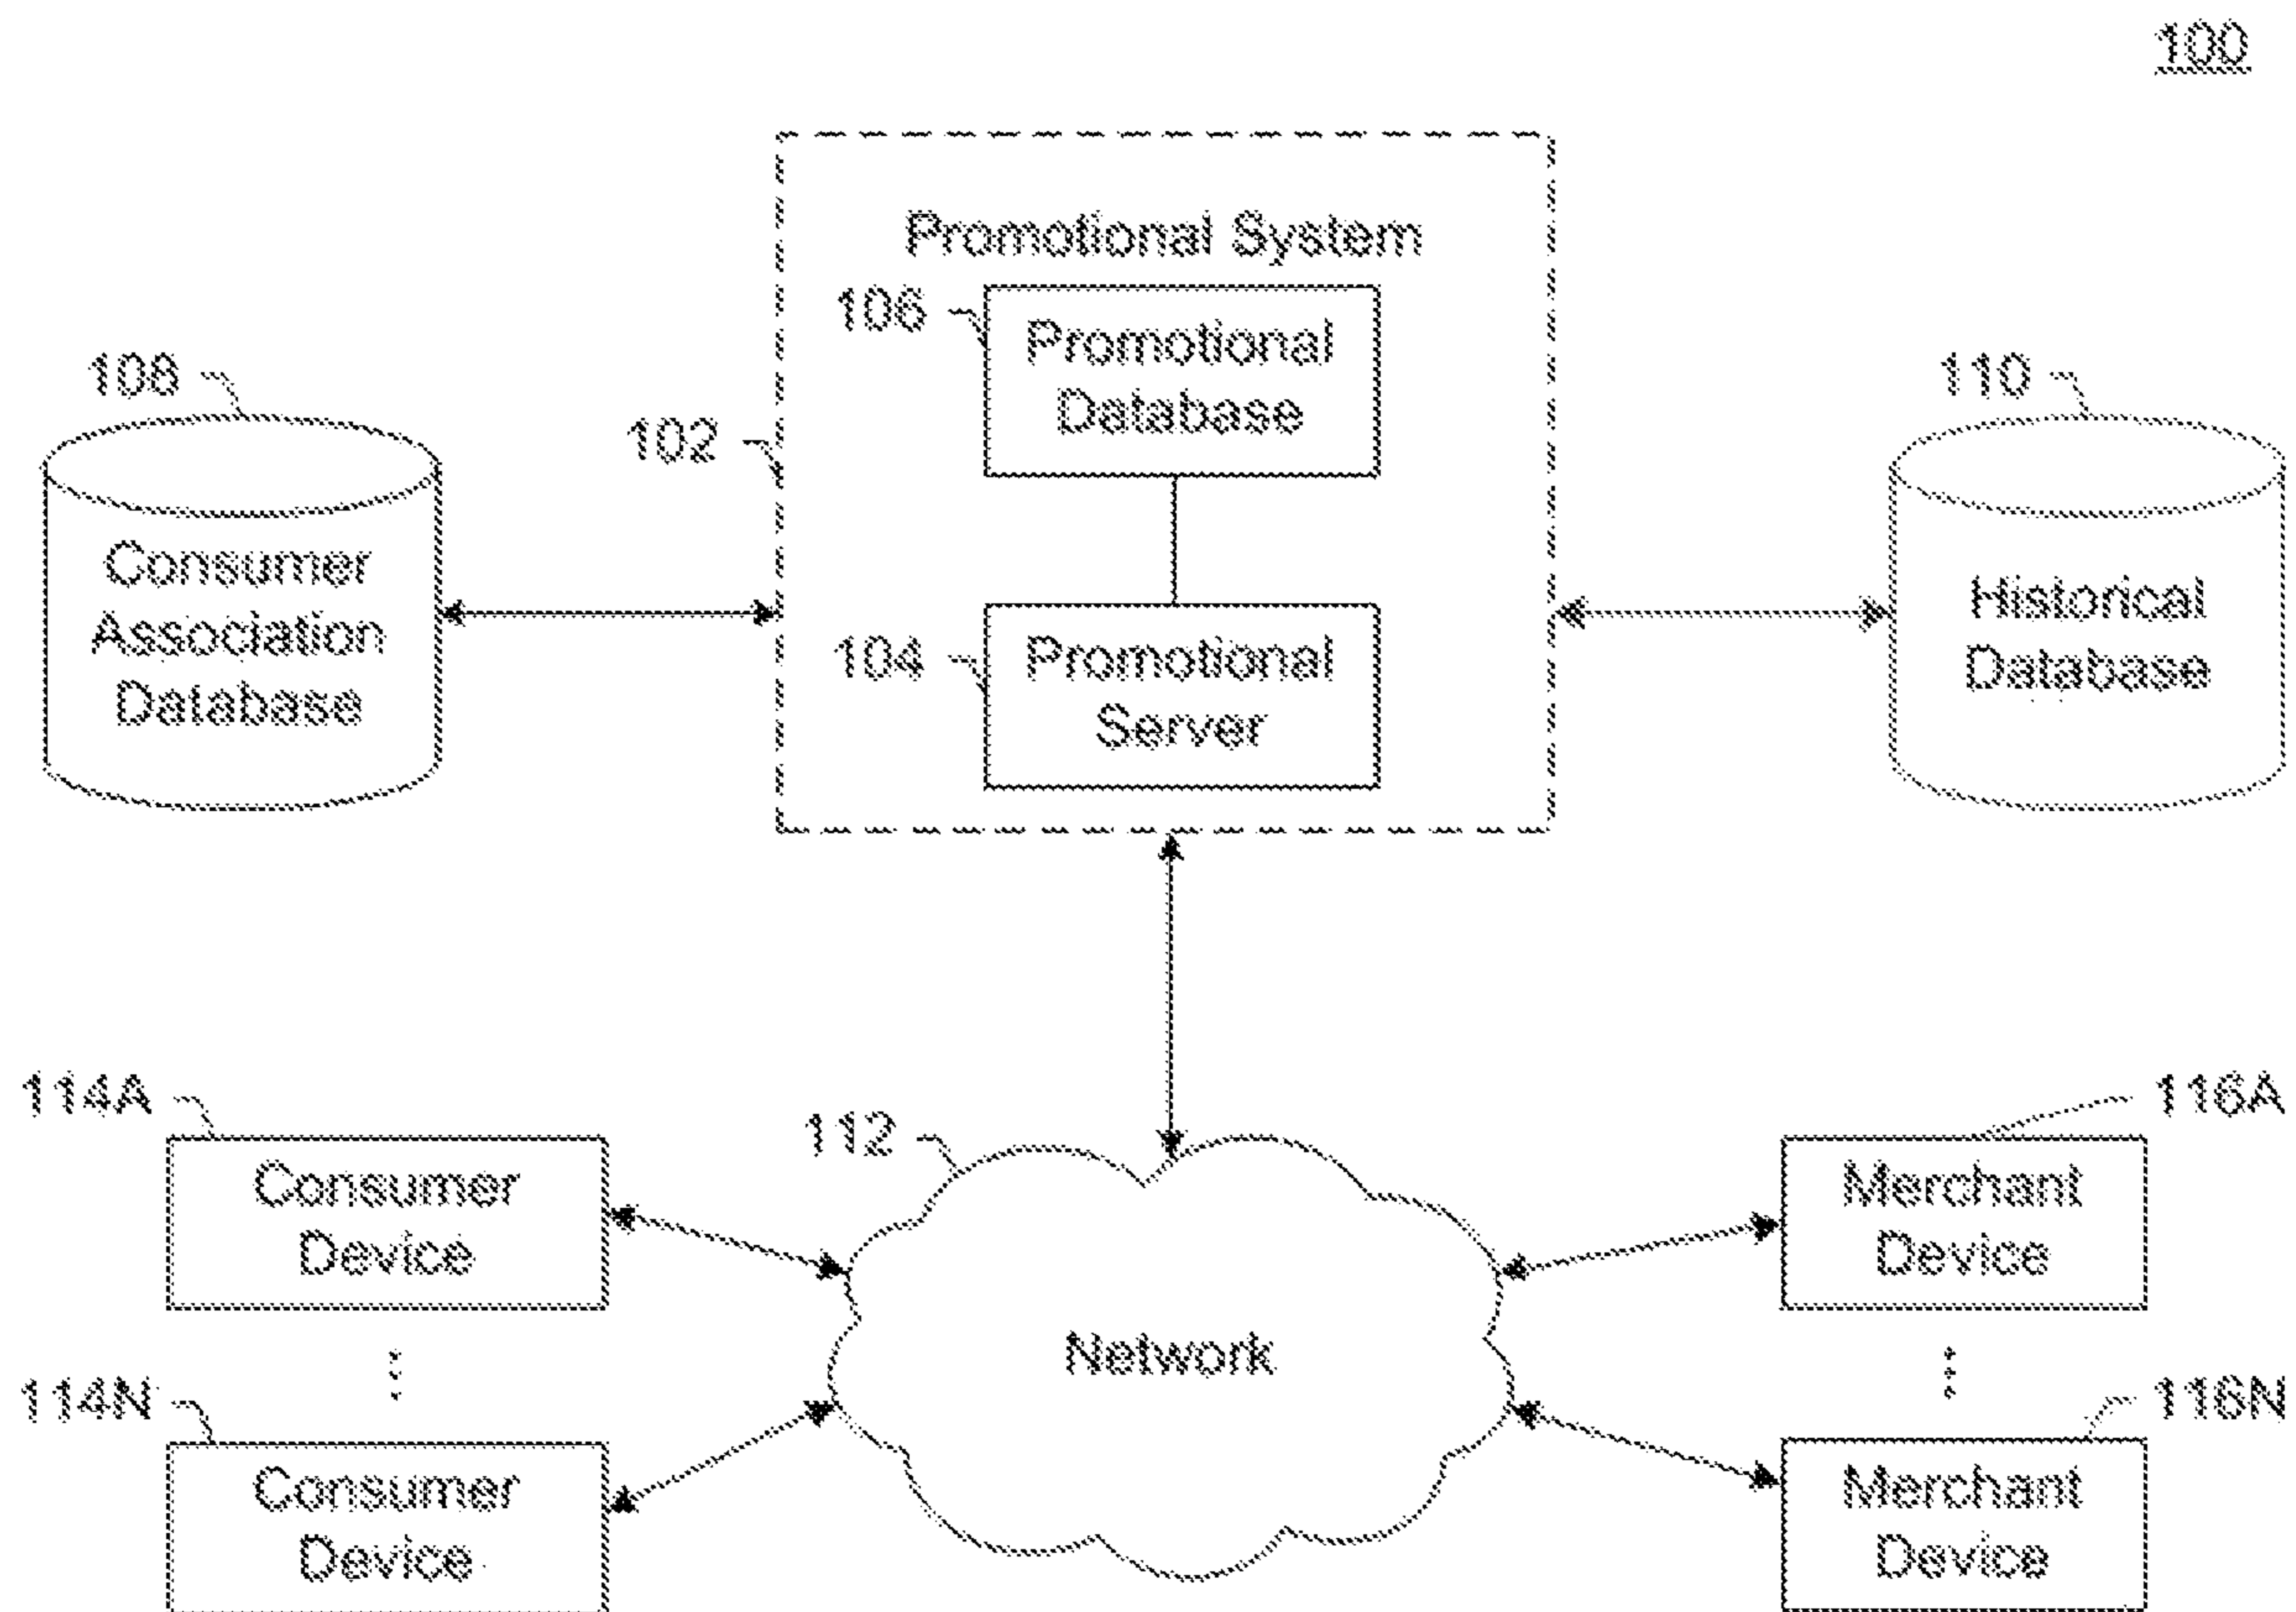 100
Promotional System
106
Promotional
Database
108
Consumer
Association
Database
102
104
Promotional
Server
110
Historical
Database
114A
Consumer
Device
112
Network
116A
Merchant
Device
114N
Consumer
Device
116N
Merchant
Device